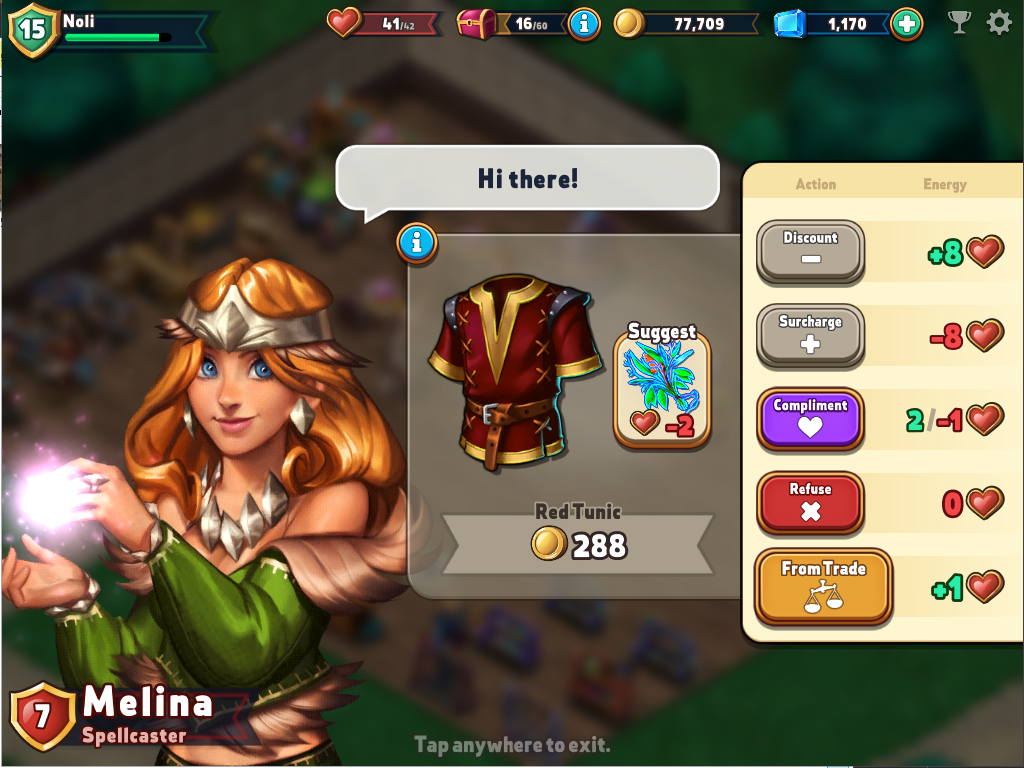 15 Noli 41/42 16/60 i 77,709 1,170
Hi there!
Action Energy
i
Discount +8
Suggest
Surcharge -8
Compliment 2/-1
-2
Refuse 0
Red Tunic
288
From Trade +1
7 Melina
Spellcaster
Tap anywhere to exit.